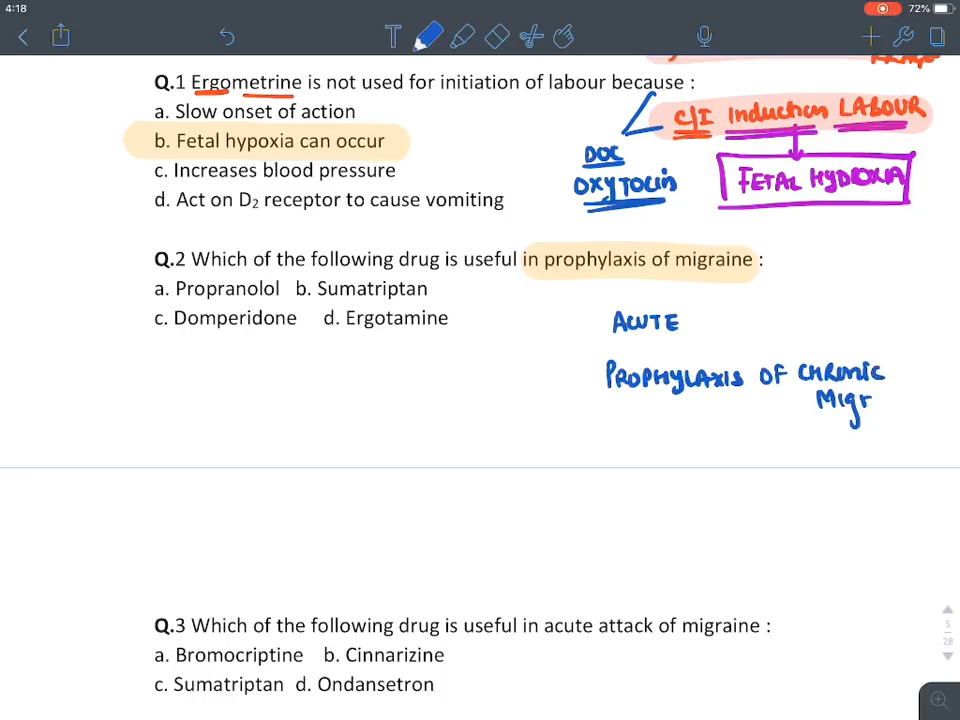 4:18
72%
T
Q.1 Ergometrine is not used for initiation of labour because :
a. Slow onset of action
C/I Induction LABOUR
b. Fetal hypoxia can occur
DOC
c. Increases blood pressure
OXYTOCIN
FETAL HYPOXIA
d. Act on D₂ receptor to cause vomiting
Q.2 Which of the following drug is useful in prophylaxis of migraine :
a. Propranolol b. Sumatriptan
c. Domperidone d. Ergotamine
ACUTE
PROPHYLAXIS OF CHRONIC
Migr
Q.3 Which of the following drug is useful in acute attack of migraine :
a. Bromocriptine b. Cinnarizine
c. Sumatriptan d. Ondansetron
5
28